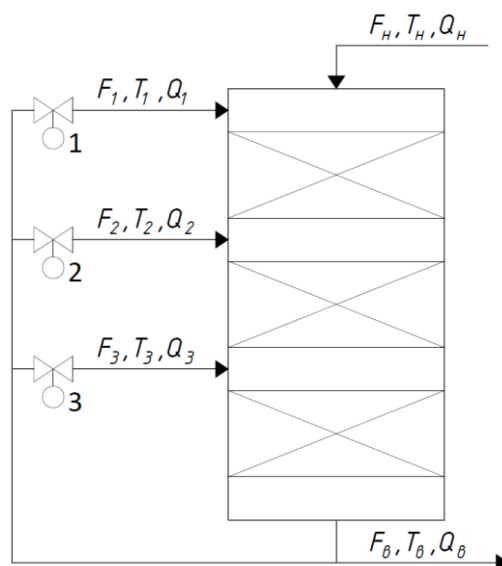 Fн, Tн, Qн
F1, T1, Q1
1
F2, T2, Q2
2
F3, T3, Q3
3
Fв, Tв, Qв